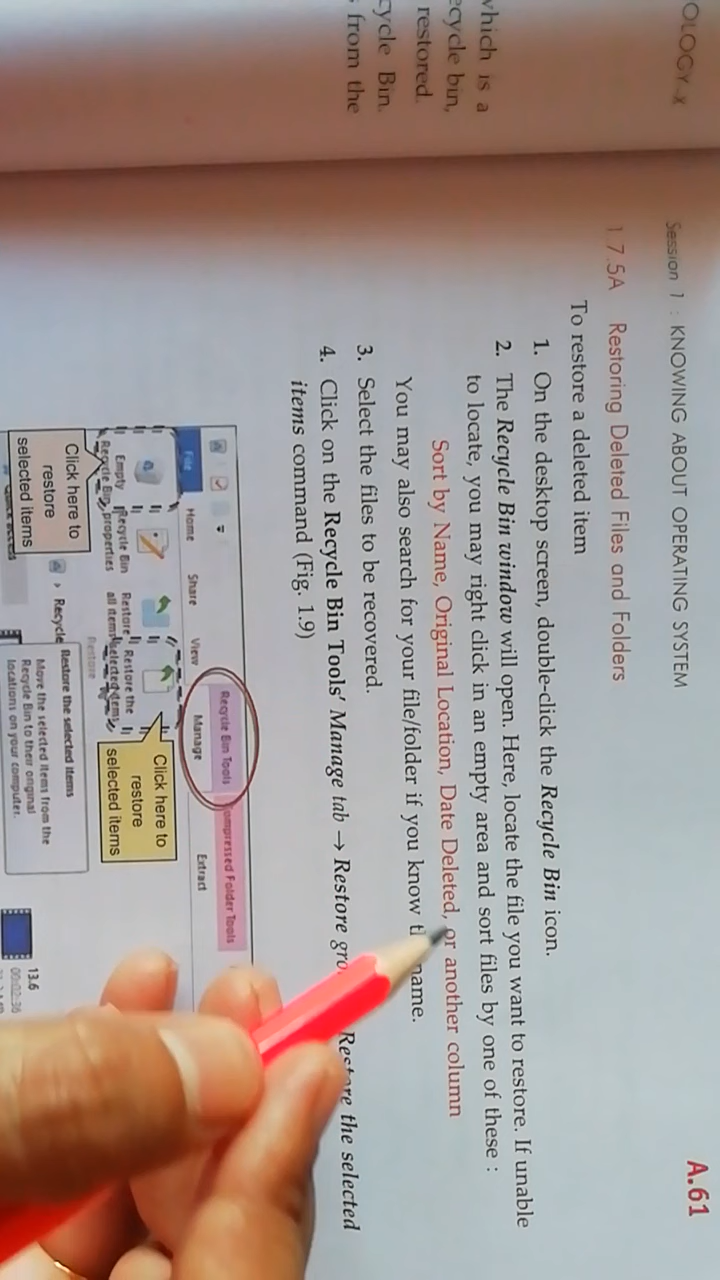 OLOGY-X
which is a
ecycle bin,
restored.
cycle Bin.
from the
Session 1 : KNOWING ABOUT OPERATING SYSTEM
A.61
1.7.5A Restoring Deleted Files and Folders
To restore a deleted item
1. On the desktop screen, double-click the Recycle Bin icon.
2. The Recycle Bin window will open. Here, locate the file you want to restore. If unable
to locate, you may right click in an empty area and sort files by one of these :
Sort by Name, Original Location, Date Deleted, or another column
You may also search for your file/folder if you know name.
3. Select the files to be recovered.
4. Click on the Recycle Bin Tools' Manage tab → Restore Restore the selected
items command (Fig. 1.9)
Recycle Bin Tools
Compressed Folder Tools
File Home Share View Manage Extract
Empty Recycle Bin Restore Restore the
Recycle Bin properties all items selected items
Restore
Click here to
restore
selected items
Click here to
restore
selected items
Recycle
Restore the selected items
Move the selected items from the
Recycle Bin to their original
locations on your computer.
Quick access
13.6
00:02:36